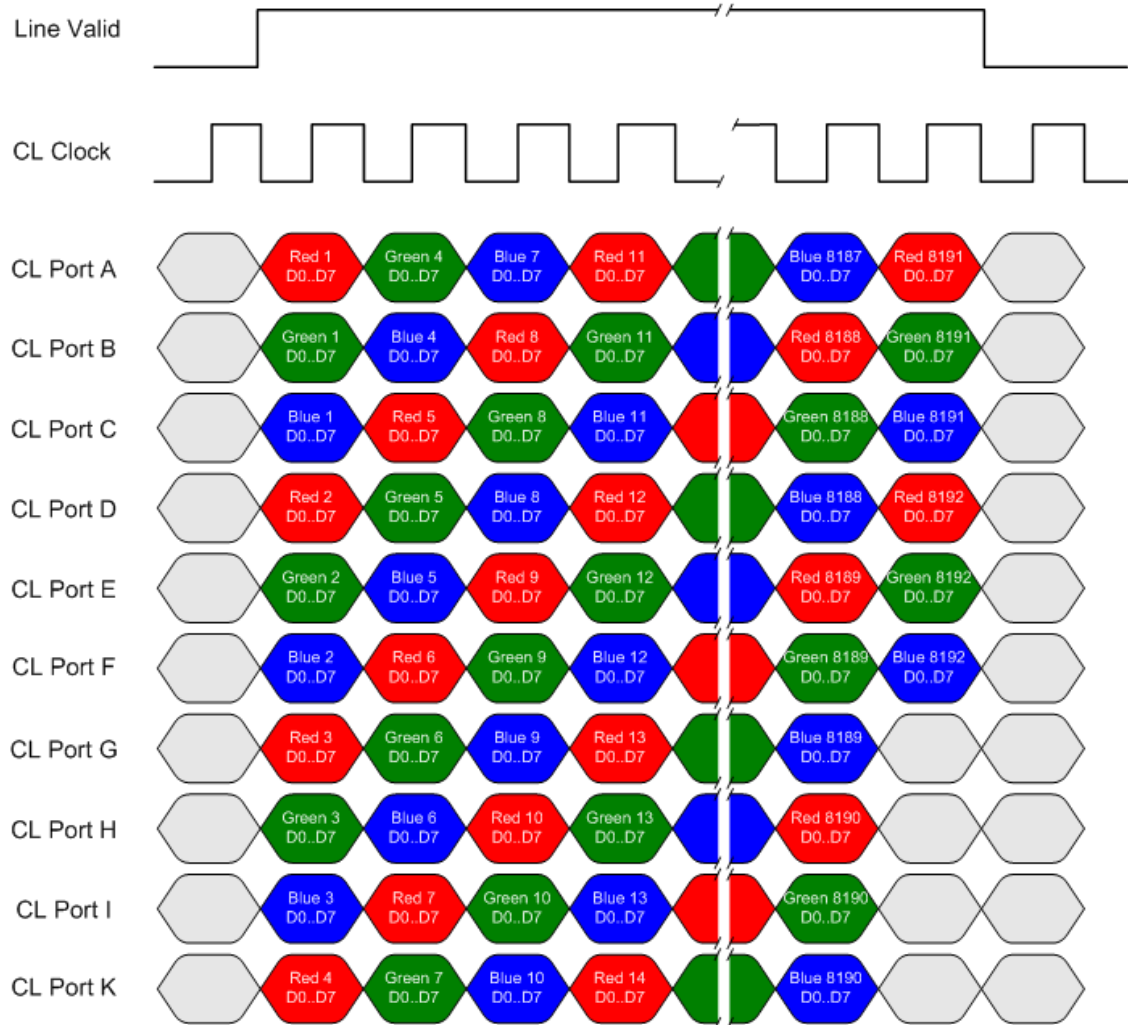 Line Valid
CL Clock
CL Port A
Red 1
D0..D7
Green 4
D0..D7
Blue 7
D0..D7
Red 11
D0..D7
Blue 8187
D0..D7
Red 8191
D0..D7
CL Port B
Green 1
D0..D7
Blue 4
D0..D7
Red 8
D0..D7
Green 11
D0..D7
Red 8188
D0..D7
Green 8191
D0..D7
CL Port C
Blue 1
D0..D7
Red 5
D0..D7
Green 8
D0..D7
Blue 11
D0..D7
Green 8188
D0..D7
Blue 8191
D0..D7
CL Port D
Red 2
D0..D7
Green 5
D0..D7
Blue 8
D0..D7
Red 12
D0..D7
Blue 8188
D0..D7
Red 8192
D0..D7
CL Port E
Green 2
D0..D7
Blue 5
D0..D7
Red 9
D0..D7
Green 12
D0..D7
Red 8189
D0..D7
Green 8192
D0..D7
CL Port F
Blue 2
D0..D7
Red 6
D0..D7
Green 9
D0..D7
Blue 12
D0..D7
Green 8189
D0..D7
Blue 8192
D0..D7
CL Port G
Red 3
D0..D7
Green 6
D0..D7
Blue 9
D0..D7
Red 13
D0..D7
Blue 8189
D0..D7
CL Port H
Green 3
D0..D7
Blue 6
D0..D7
Red 10
D0..D7
Green 13
D0..D7
Red 8190
D0..D7
CL Port I
Blue 3
D0..D7
Red 7
D0..D7
Green 10
D0..D7
Blue 13
D0..D7
Green 8190
D0..D7
CL Port K
Red 4
D0..D7
Green 7
D0..D7
Blue 10
D0..D7
Red 14
D0..D7
Blue 8190
D0..D7